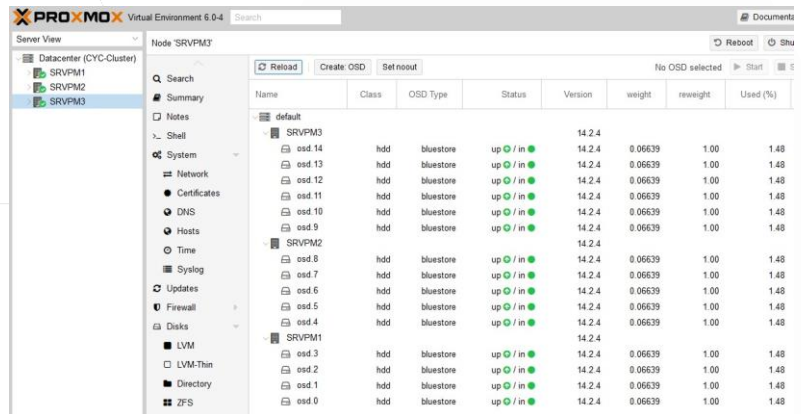 PROXMOX Virtual Environment 6.0-4 Search Documenta
Server View Node 'SRVPM3' Reboot Shu
Datacenter (CYC-Cluster)
SRVPM1
SRVPM2
SRVPM3
Search
Summary
Notes
Shell
System
Network
Certificates
DNS
Hosts
Time
Syslog
Updates
Firewall
Disks
LVM
LVM-Thin
Directory
ZFS
Reload Create: OSD Set noout No OSD selected Start S
Name Class OSD Type Status Version weight reweight Used (%)
default
SRVPM3 14.2.4
osd.14 hdd bluestore up / in 14.2.4 0.06639 1.00 1.48
osd.13 hdd bluestore up / in 14.2.4 0.06639 1.00 1.48
osd.12 hdd bluestore up / in 14.2.4 0.06639 1.00 1.48
osd.11 hdd bluestore up / in 14.2.4 0.06639 1.00 1.48
osd.10 hdd bluestore up / in 14.2.4 0.06639 1.00 1.48
osd.9 hdd bluestore up / in 14.2.4 0.06639 1.00 1.48
SRVPM2 14.2.4
osd.8 hdd bluestore up / in 14.2.4 0.06639 1.00 1.48
osd.7 hdd bluestore up / in 14.2.4 0.06639 1.00 1.48
osd.6 hdd bluestore up / in 14.2.4 0.06639 1.00 1.48
osd.5 hdd bluestore up / in 14.2.4 0.06639 1.00 1.48
osd.4 hdd bluestore up / in 14.2.4 0.06639 1.00 1.48
SRVPM1 14.2.4
osd.3 hdd bluestore up / in 14.2.4 0.06639 1.00 1.48
osd.2 hdd bluestore up / in 14.2.4 0.06639 1.00 1.48
osd.1 hdd bluestore up / in 14.2.4 0.06639 1.00 1.48
osd.0 hdd bluestore up / in 14.2.4 0.06639 1.00 1.48